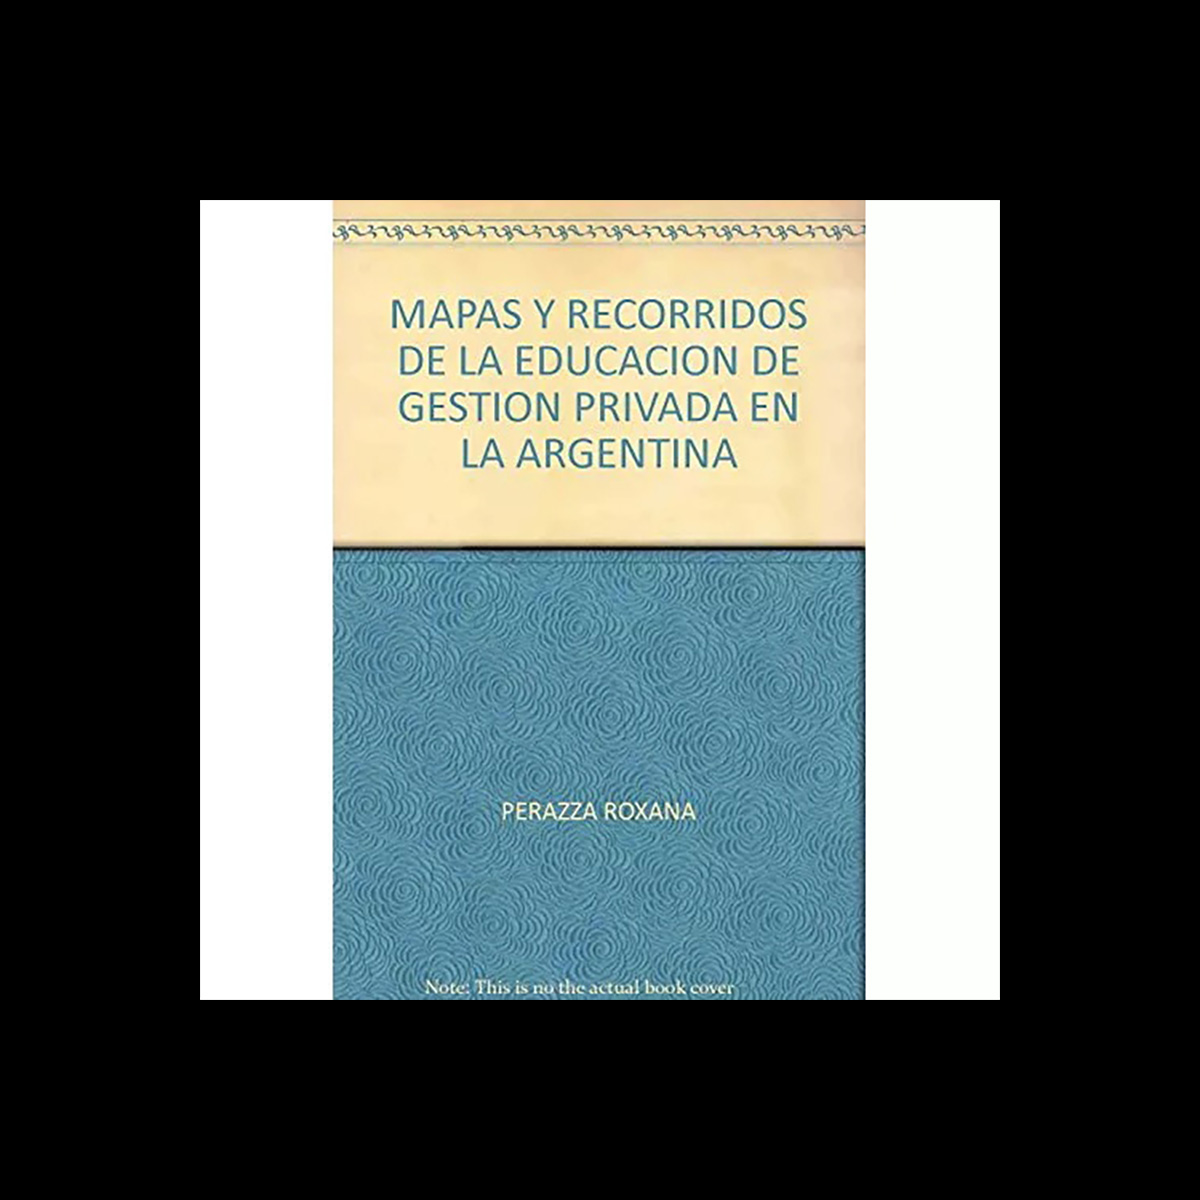 MAPAS Y RECORRIDOS
DE LA EDUCACION DE
GESTION PRIVADA EN
LA ARGENTINA
PERAZZA ROXANA
Note: This is no the actual book cover